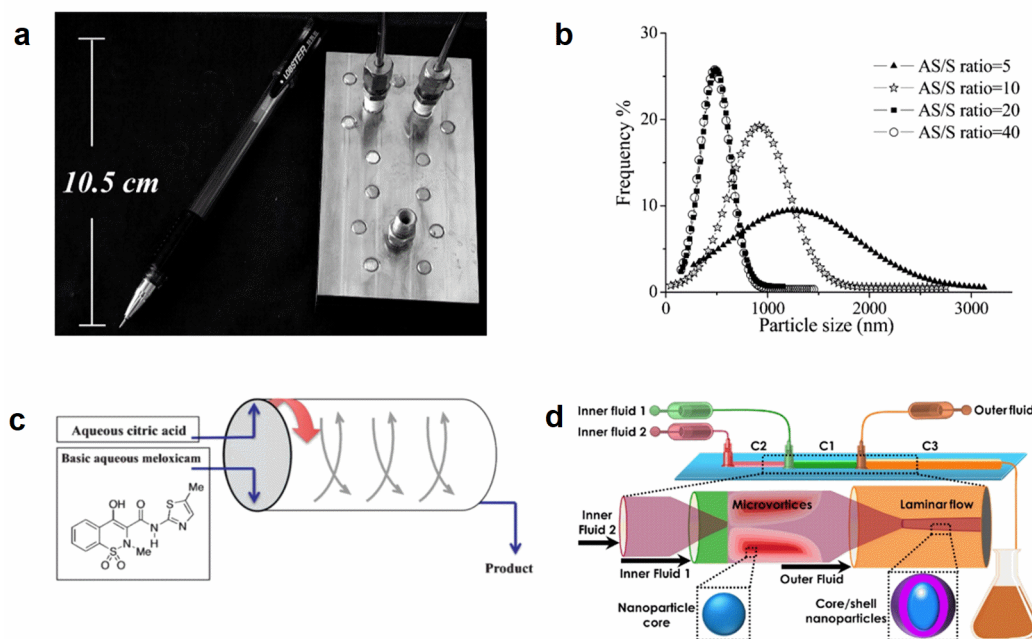 a
10.5 cm
LOBSTER
b
AS/S ratio=5
AS/S ratio=10
AS/S ratio=20
AS/S ratio=40
Frequency %
30
20
10
0
0 1000 2000 3000
Particle size (nm)
c
Aqueous citric acid
Basic aqueous meloxicam
OH
O
S
Me
N
N
H
N
Me
S
O O
Product
d
Inner fluid 1
Inner fluid 2
Outer fluid
C2 C1 C3
Microvortices
Laminar flow
Inner
Fluid 2
Inner Fluid 1
Outer Fluid
Nanoparticle
core
Core/shell
nanoparticles